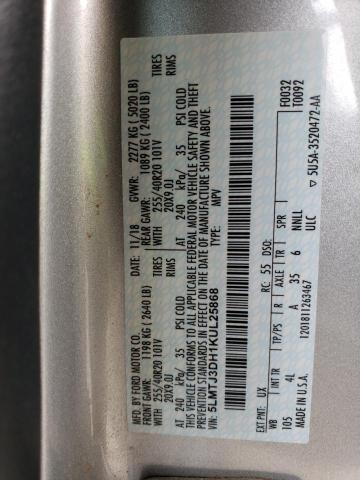 MFD. BY FORD MOTOR CO.
11/18 GVWR: 2277 KG ( 5020 LB)
FRONT GAWR: 1198 KG (2640 LB) REAR GAWR: 1089 KG ( 2400 LB)
WITH 255/40R20 101V TIRES WITH 255/40R20 101V TIRES
20X9.0J RIMS 20X9.0J RIMS
AT 240 kPa/ 35 PSI COLD AT 240 kPa/ 35 PSI COLD
THIS VEHICLE CONFORMS TO ALL APPLICABLE FEDERAL MOTOR VEHICLE SAFETY AND THEFT
PREVENTION STANDARDS IN EFFECT ON THE DATE OF MANUFACTURE SHOWN ABOVE.
VIN: 5LMTJ3DH1KUL25868
TYPE: MPV
F0032
T0092
EXT PNT: UX RC: 55 DSO:
WB INT TR TP/PS R AXLE TR SPR
105 4L A 35 6 NNLL
ULC
MADE IN U.S.A. 1201811263467
▽ 5U5A-3520472-AA